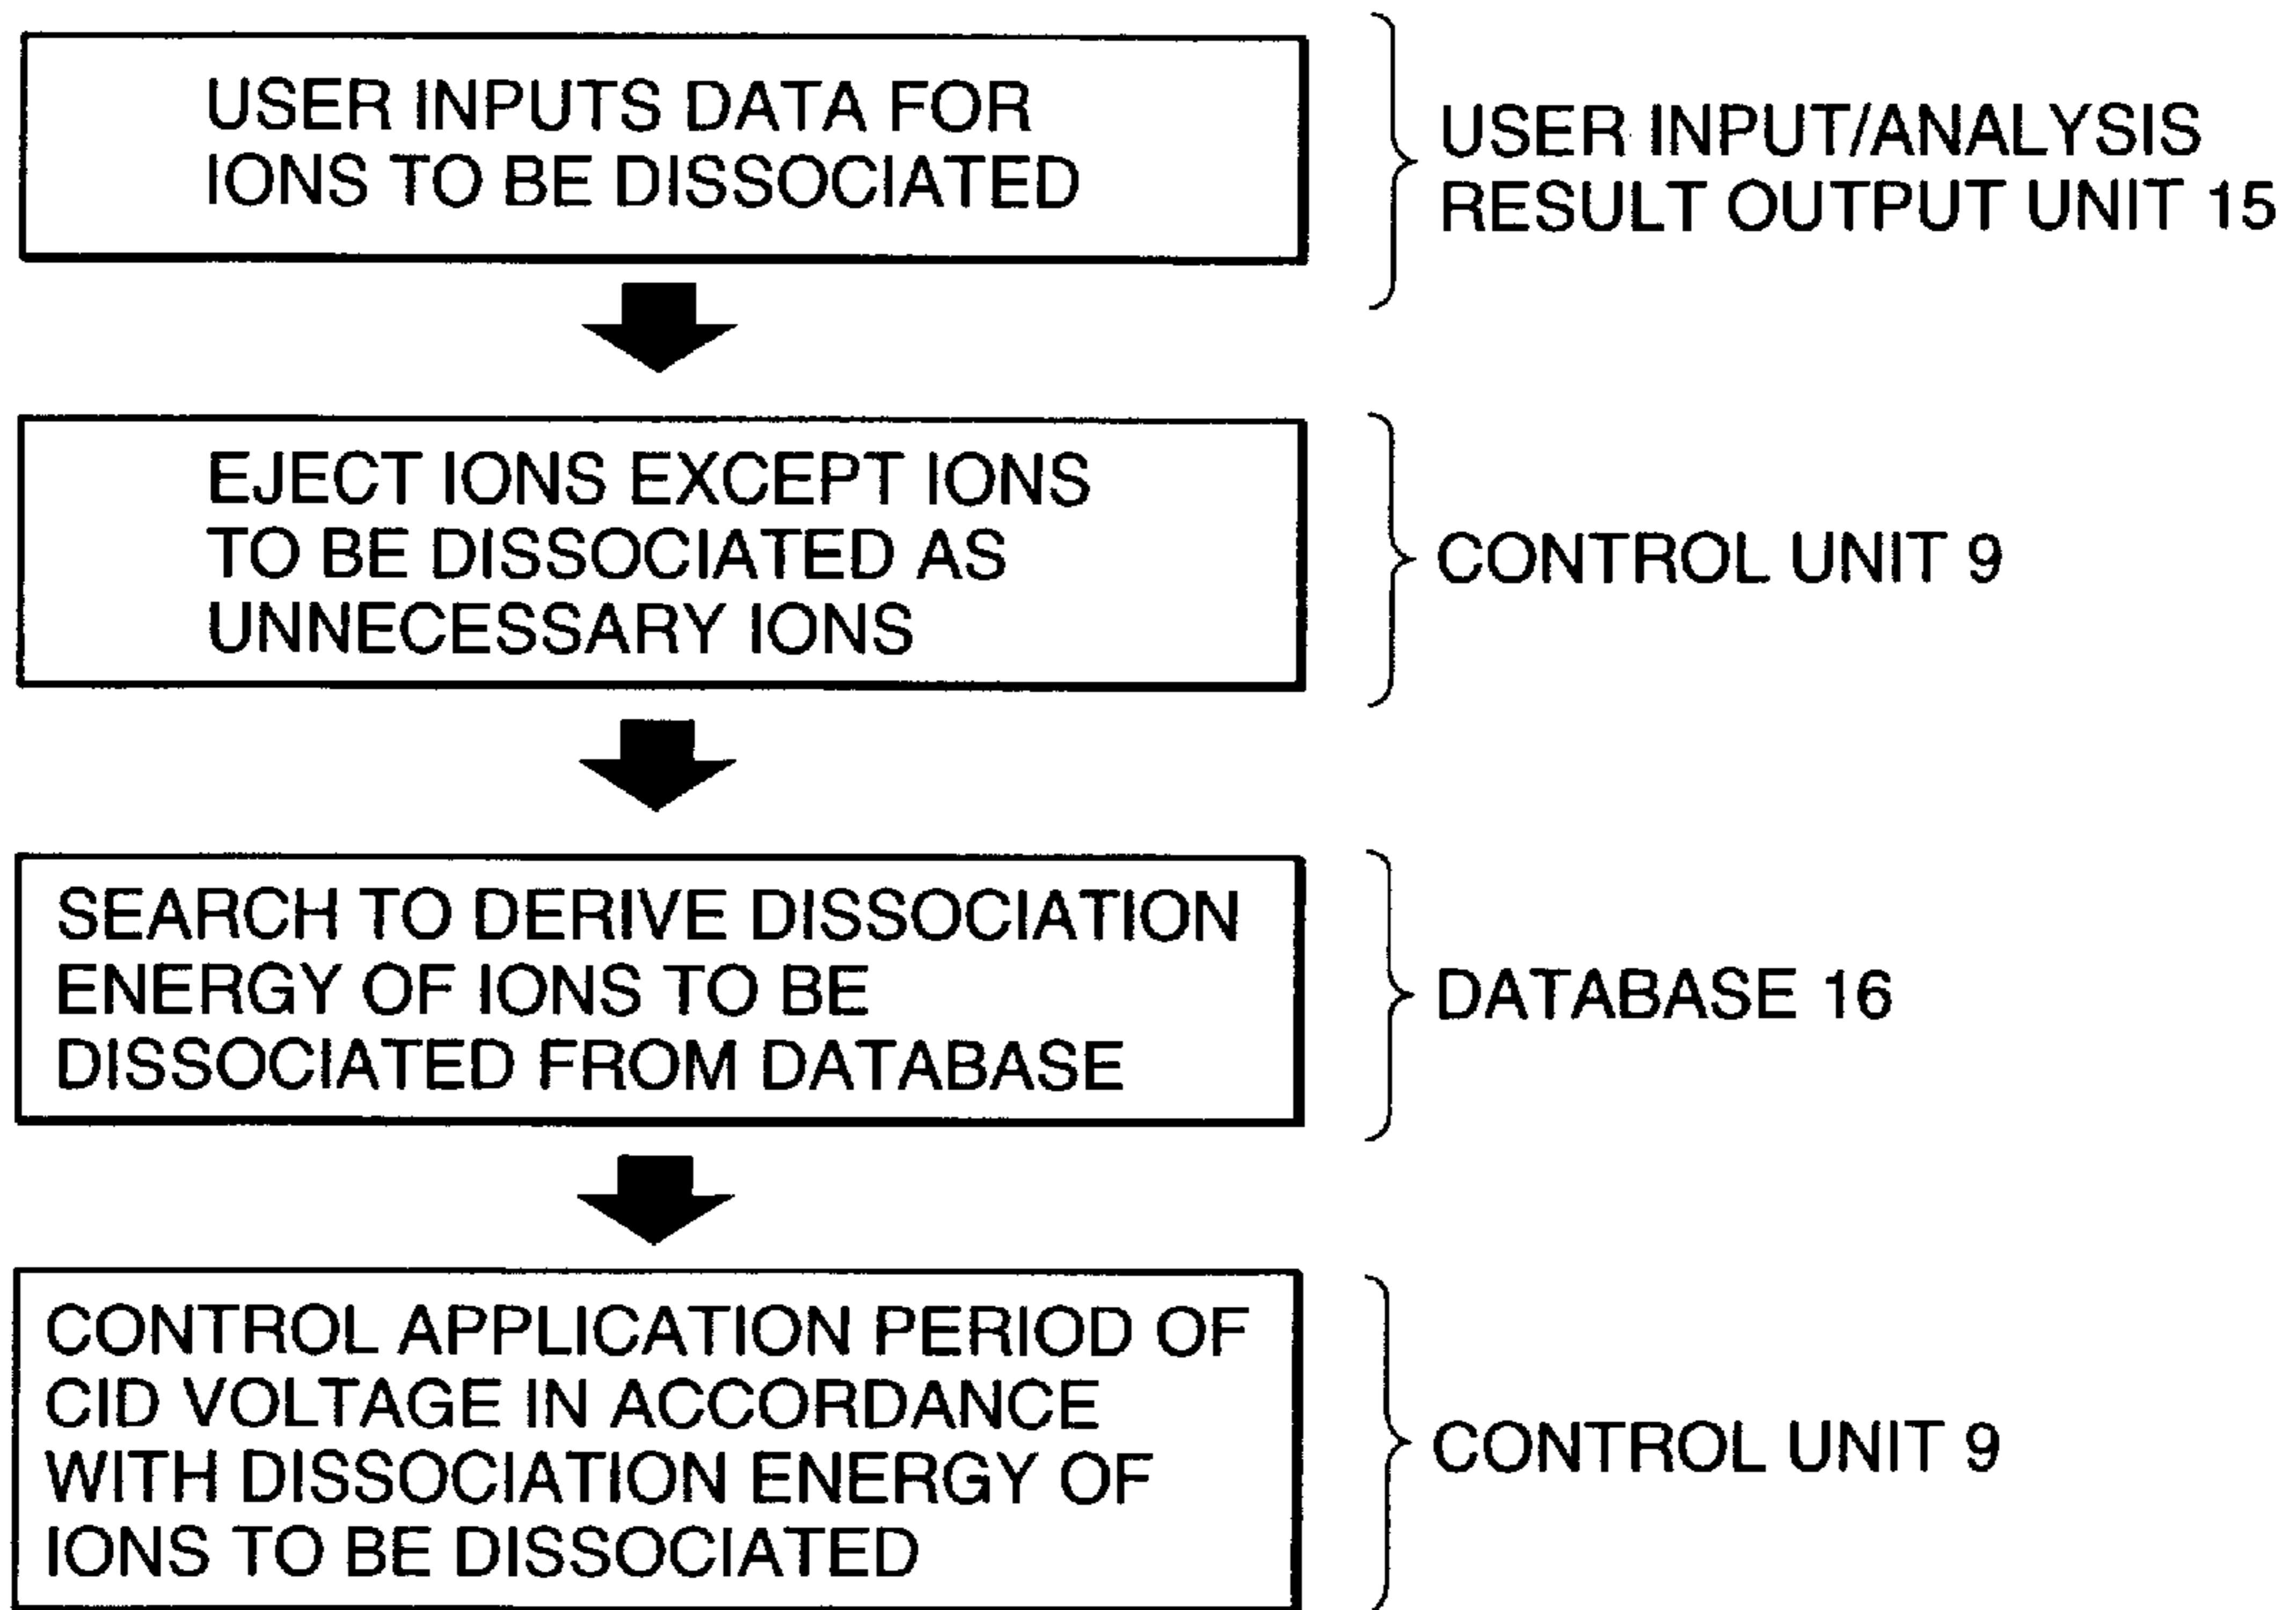 USER INPUTS DATA FOR
IONS TO BE DISSOCIATED
USER INPUT/ANALYSIS
RESULT OUTPUT UNIT 15
EJECT IONS EXCEPT IONS
TO BE DISSOCIATED AS
UNNECESSARY IONS
CONTROL UNIT 9
SEARCH TO DERIVE DISSOCIATION
ENERGY OF IONS TO BE
DISSOCIATED FROM DATABASE
DATABASE 16
CONTROL APPLICATION PERIOD OF
CID VOLTAGE IN ACCORDANCE
WITH DISSOCIATION ENERGY OF
IONS TO BE DISSOCIATED
CONTROL UNIT 9